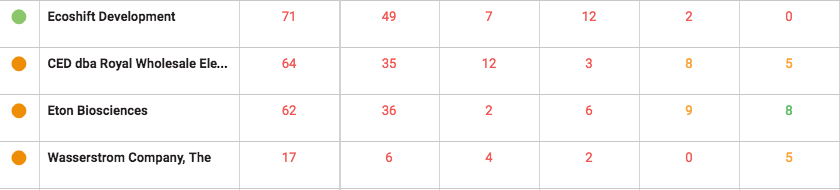 Ecoshift Development 71 49 7 12 2 0
CED dba Royal Wholesale Ele... 64 35 12 3 8 5
Eton Biosciences 62 36 2 6 9 8
Wasserstrom Company, The 17 6 4 2 0 5